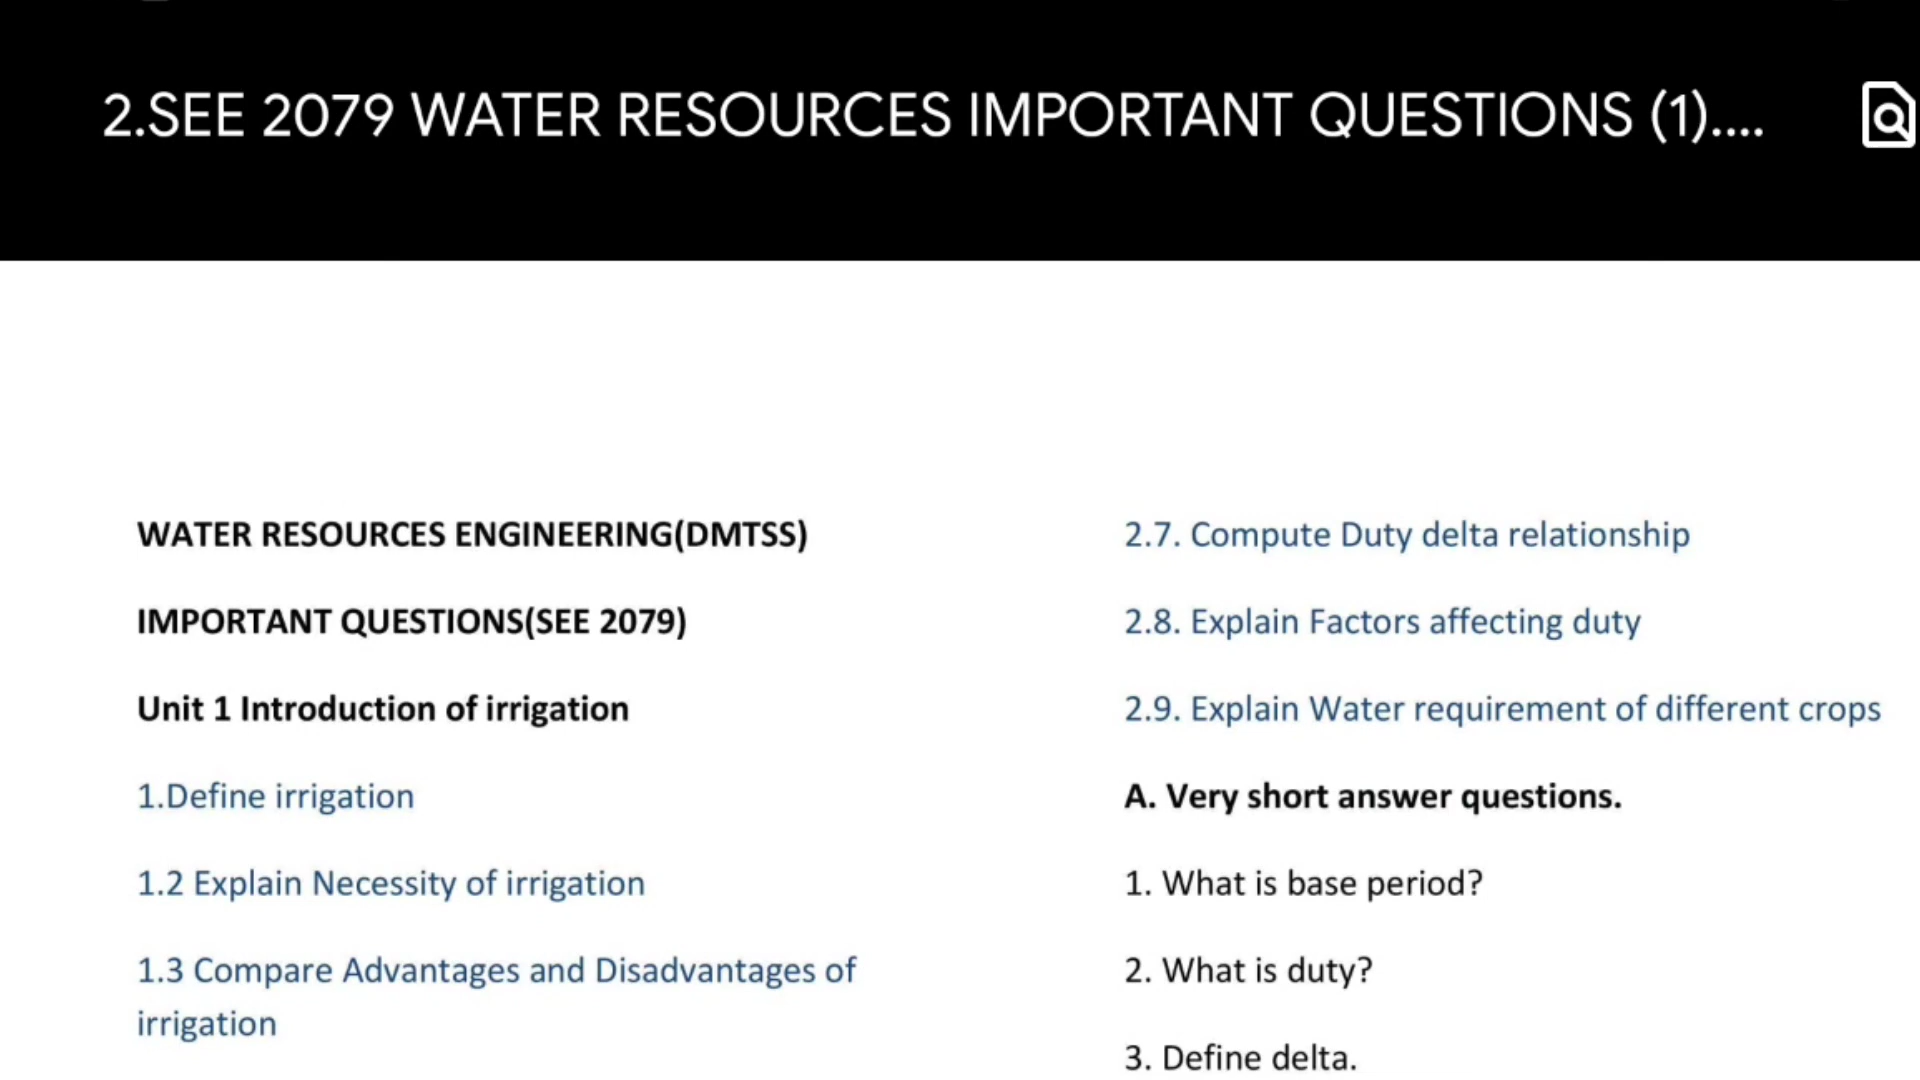 2.SEE 2079 WATER RESOURCES IMPORTANT QUESTIONS (1)....
WATER RESOURCES ENGINEERING(DMTSS)
IMPORTANT QUESTIONS(SEE 2079)
Unit 1 Introduction of irrigation
1.Define irrigation
1.2 Explain Necessity of irrigation
1.3 Compare Advantages and Disadvantages of
irrigation
2.7. Compute Duty delta relationship
2.8. Explain Factors affecting duty
2.9. Explain Water requirement of different crops
A. Very short answer questions.
1. What is base period?
2. What is duty?
3. Define delta.